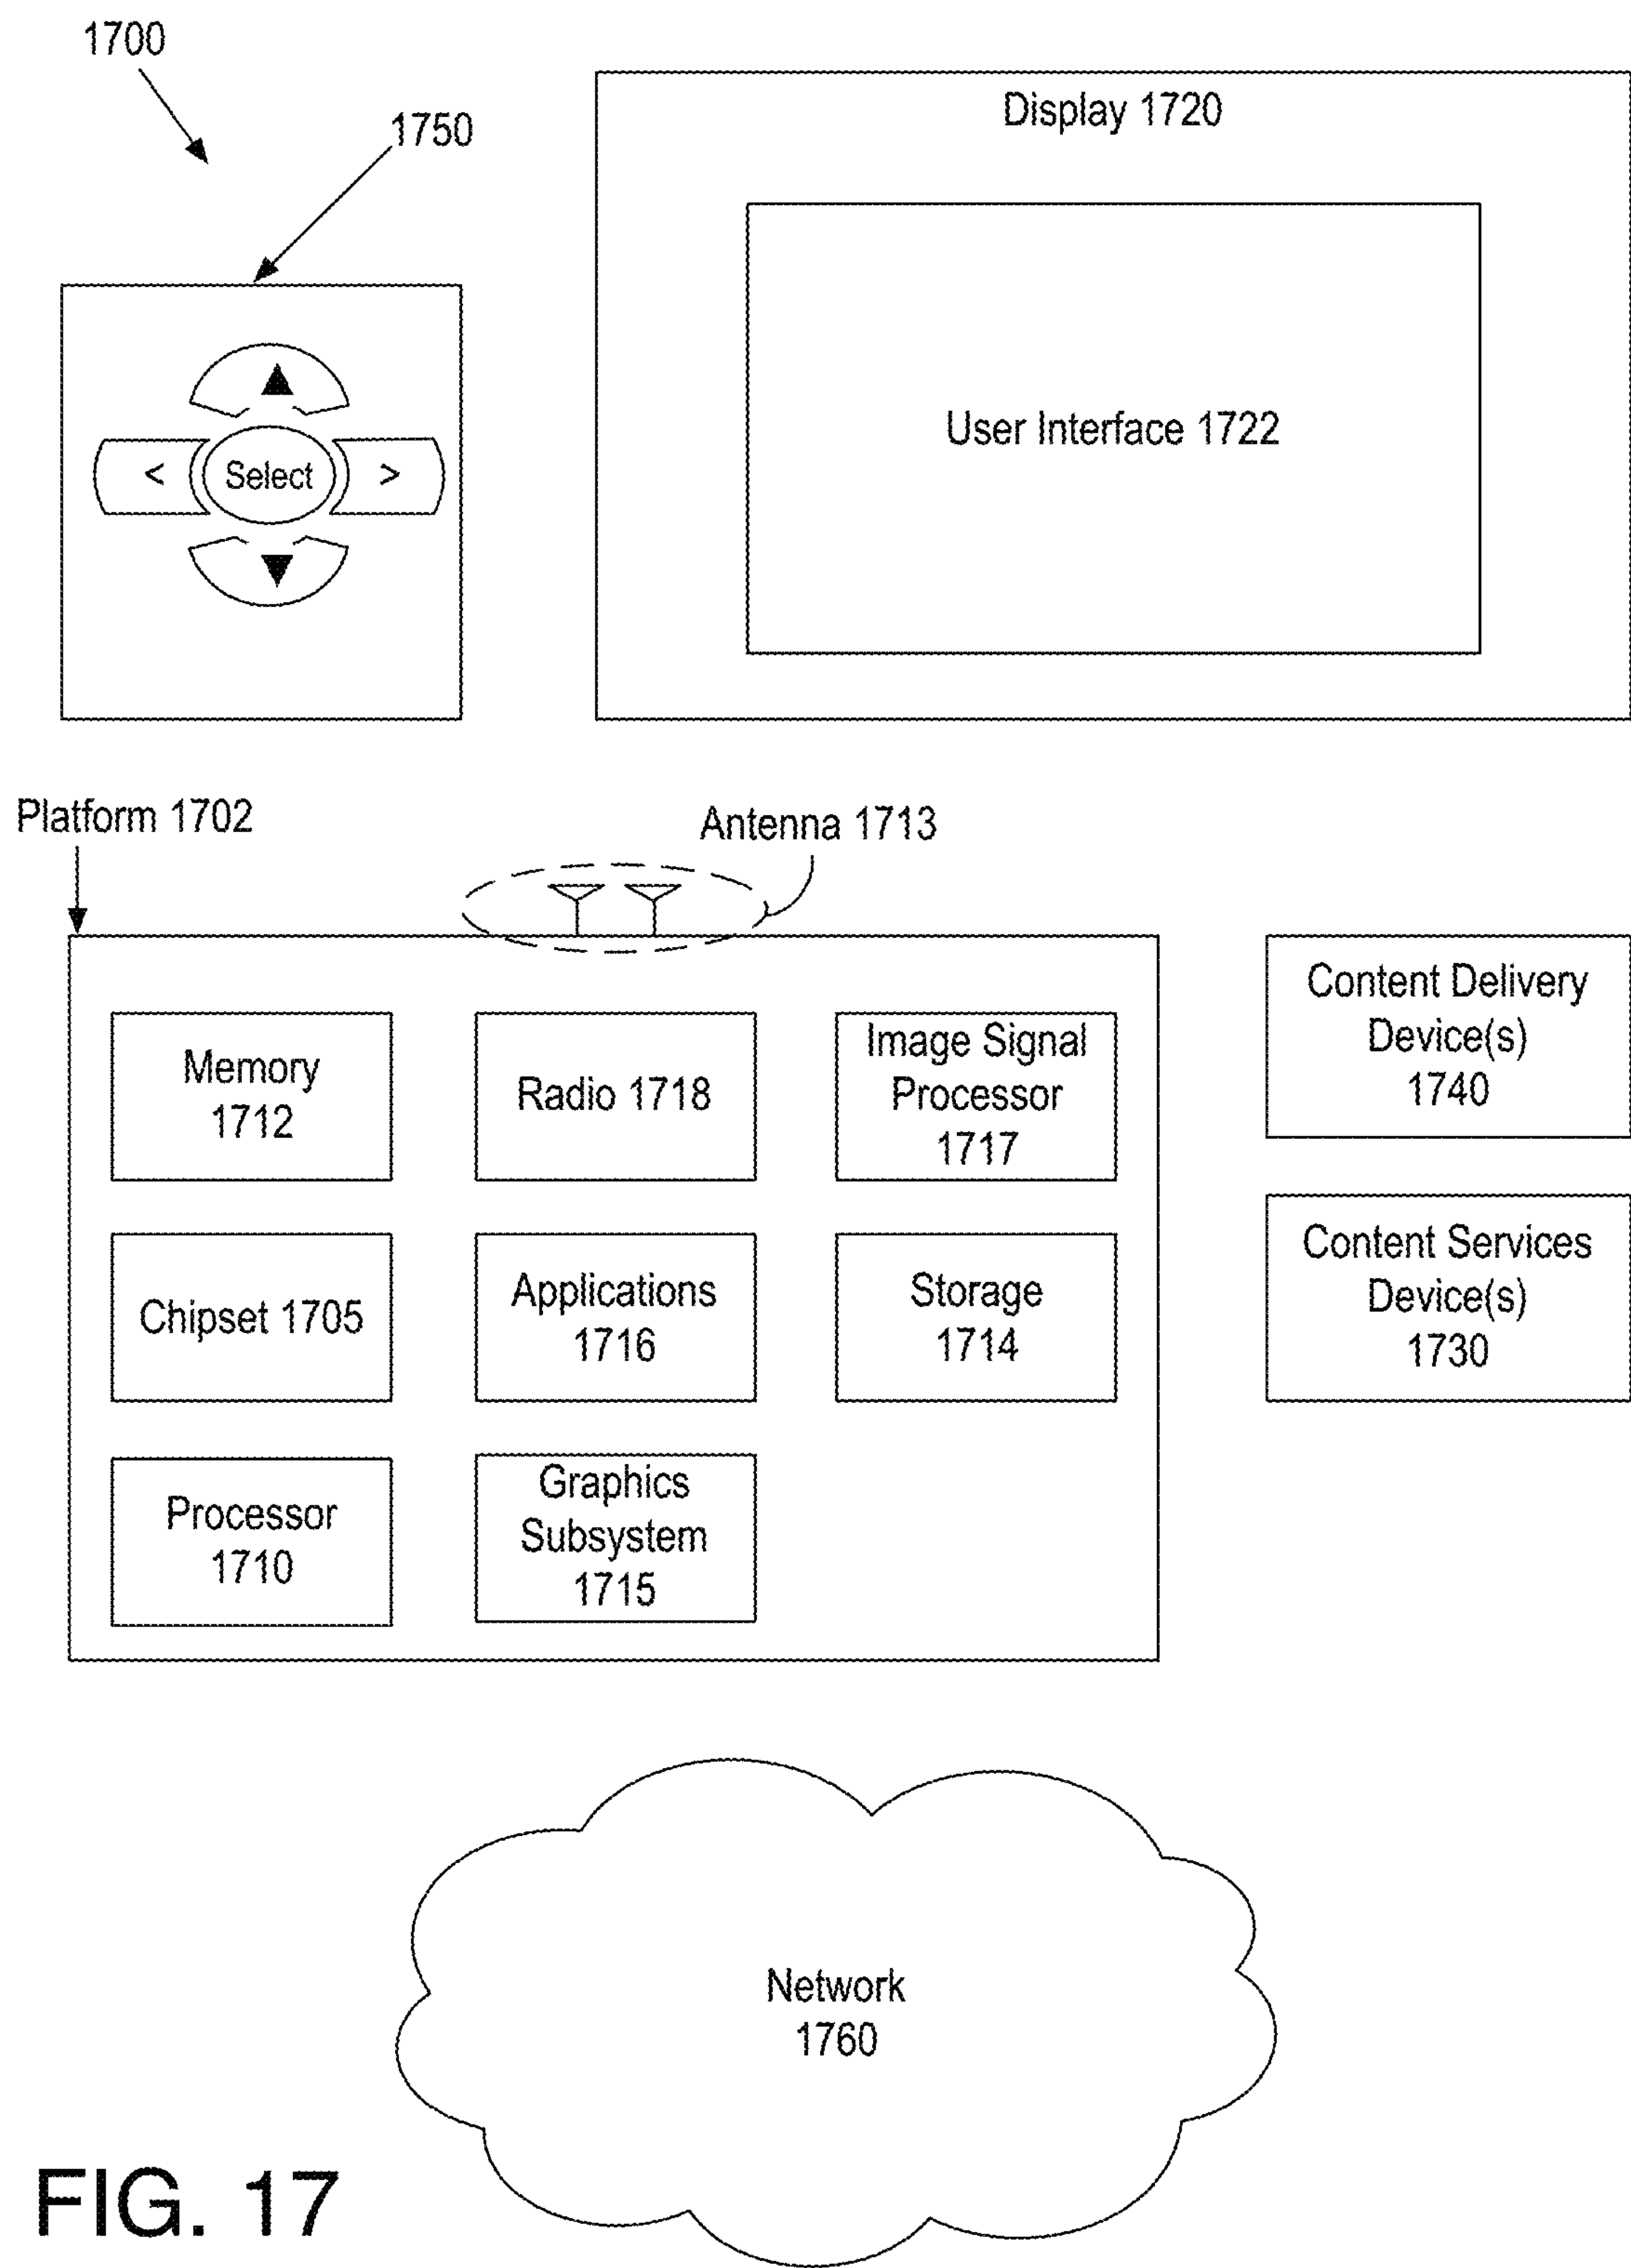 1700
1750
Display 1720
User Interface 1722
<
Select
>
Platform 1702
Antenna 1713
Memory
1712
Radio 1718
Image Signal
Processor
1717
Content Delivery
Device(s)
1740
Chipset 1705
Applications
1716
Storage
1714
Content Services
Device(s)
1730
Processor
1710
Graphics
Subsystem
1715
Network
1760
FIG. 17